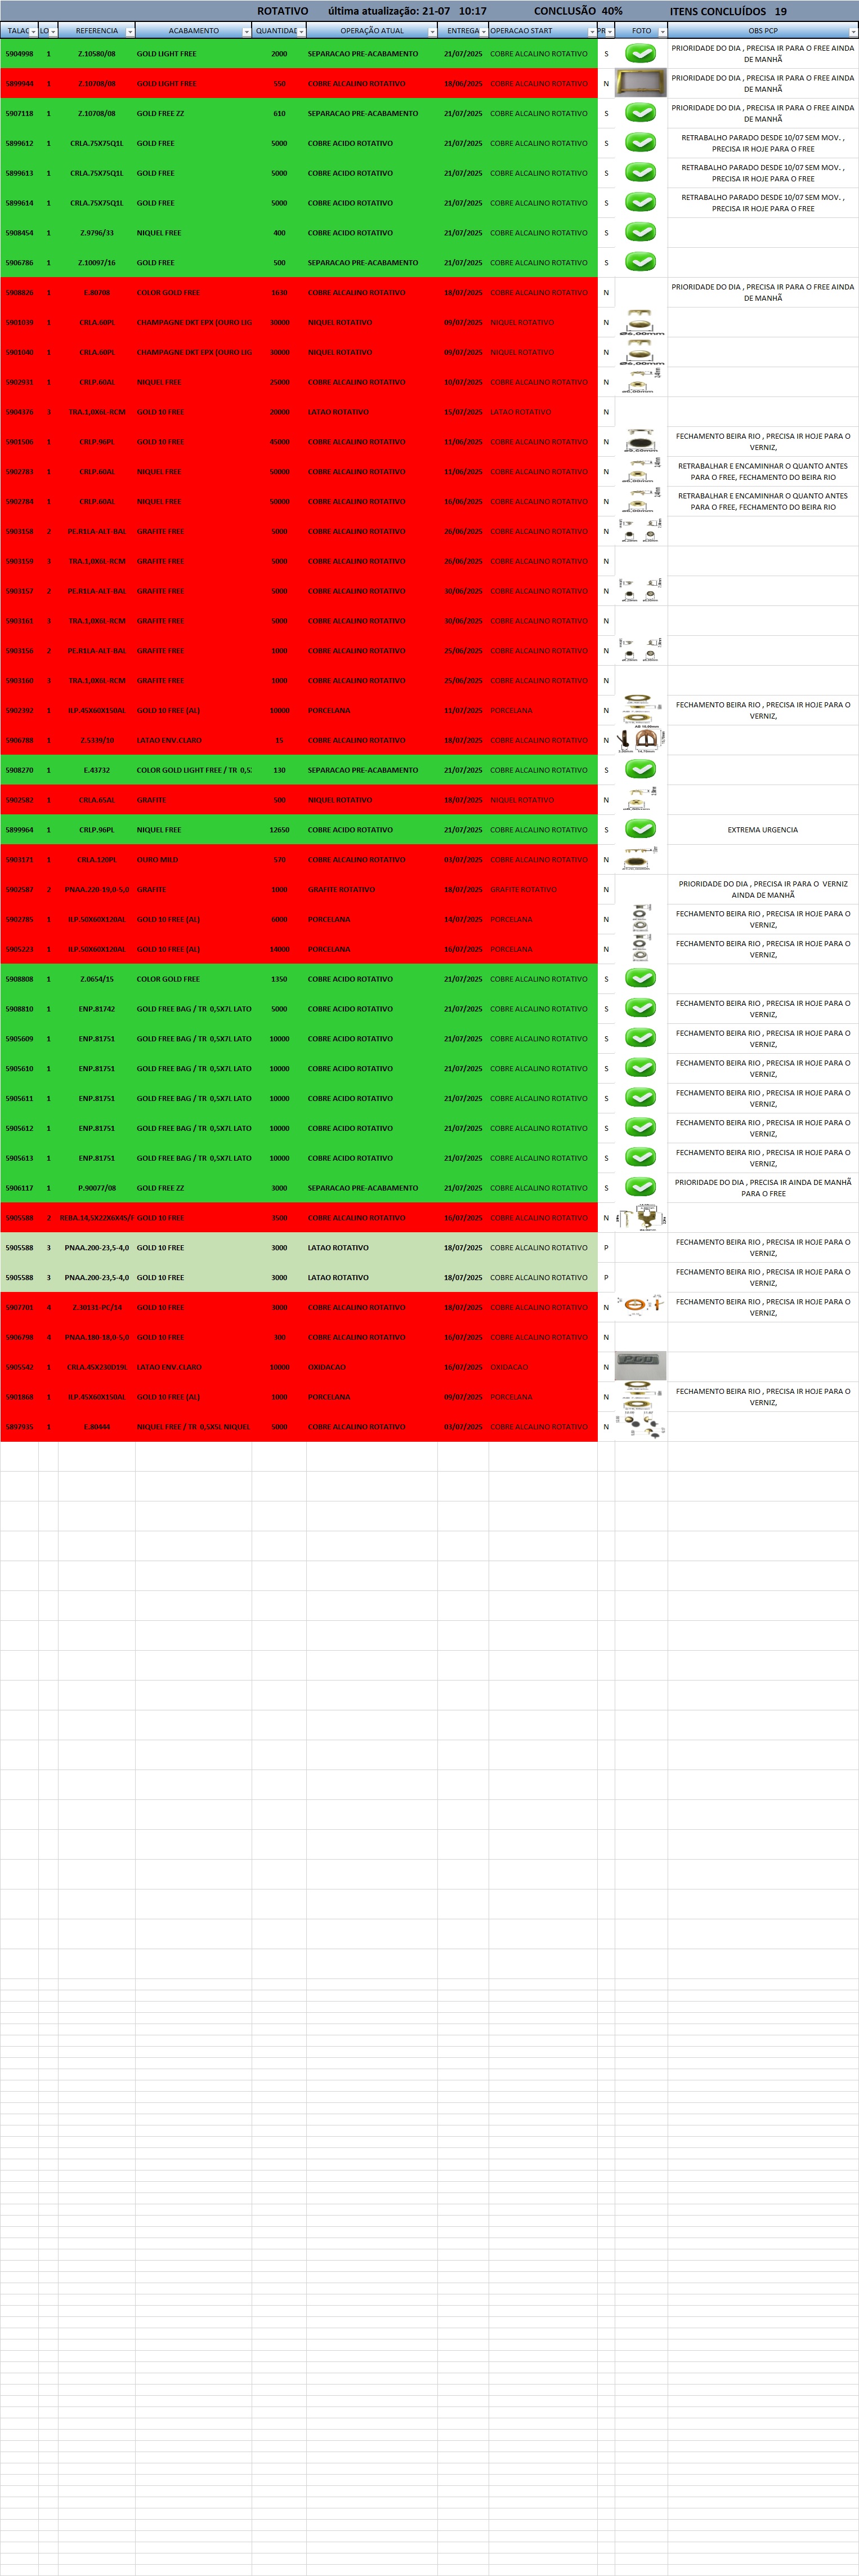 ROTATIVO última atualização: 21-07 10:17 CONCLUSÃO 40% ITENS CONCLUÍDOS 19
TALAC LO REFERENCIA ACABAMENTO QUANTIDAD OPERAÇÃO ATUAL ENTREGA OPERACAO START PR FOTO OBS PCP
5904998 1 Z.10580/08 GOLD LIGHT FREE 2000 SEPARACAO PRE-ACABAMENTO 21/07/2025 COBRE ALCALINO ROTATIVO S PRIORIDADE DO DIA , PRECISA IR PARA O FREE AINDA DE MANHÃ
5899944 1 Z.10708/08 GOLD LIGHT FREE 550 COBRE ALCALINO ROTATIVO 18/06/2025 COBRE ALCALINO ROTATIVO N PRIORIDADE DO DIA , PRECISA IR PARA O FREE AINDA DE MANHÃ
5907118 1 Z.10708/08 GOLD FREE ZZ 610 SEPARACAO PRE-ACABAMENTO 21/07/2025 COBRE ALCALINO ROTATIVO S PRIORIDADE DO DIA , PRECISA IR PARA O FREE AINDA DE MANHÃ
5899612 1 CRLA.75X75Q1L GOLD FREE 5000 COBRE ACIDO ROTATIVO 21/07/2025 COBRE ALCALINO ROTATIVO S RETRABALHO PARADO DESDE 10/07 SEM MOV. , PRECISA IR HOJE PARA O FREE
5899613 1 CRLA.75X75Q1L GOLD FREE 5000 COBRE ACIDO ROTATIVO 21/07/2025 COBRE ALCALINO ROTATIVO S RETRABALHO PARADO DESDE 10/07 SEM MOV. , PRECISA IR HOJE PARA O FREE
5899614 1 CRLA.75X75Q1L GOLD FREE 5000 COBRE ACIDO ROTATIVO 21/07/2025 COBRE ALCALINO ROTATIVO S RETRABALHO PARADO DESDE 10/07 SEM MOV. , PRECISA IR HOJE PARA O FREE
5908454 1 Z.9796/33 NIQUEL FREE 400 COBRE ACIDO ROTATIVO 21/07/2025 COBRE ALCALINO ROTATIVO S
5906786 1 Z.10097/16 GOLD FREE 500 SEPARACAO PRE-ACABAMENTO 21/07/2025 COBRE ALCALINO ROTATIVO S
5908826 1 E.80708 COLOR GOLD FREE 1630 COBRE ALCALINO ROTATIVO 18/07/2025 COBRE ALCALINO ROTATIVO N PRIORIDADE DO DIA , PRECISA IR PARA O FREE AINDA DE MANHÃ
5901039 1 CRLA.60PL CHAMPAGNE DKT EPX (OURO LIG 30000 NIQUEL ROTATIVO 09/07/2025 NIQUEL ROTATIVO N
5901040 1 CRLA.60PL CHAMPAGNE DKT EPX (OURO LIG 30000 NIQUEL ROTATIVO 09/07/2025 NIQUEL ROTATIVO N
5902931 1 CRLP.60AL NIQUEL FREE 25000 COBRE ALCALINO ROTATIVO 10/07/2025 COBRE ALCALINO ROTATIVO N
5904376 3 TRA.1,0X6L-RCM GOLD 10 FREE 20000 LATAO ROTATIVO 15/07/2025 LATAO ROTATIVO N
5901506 1 CRLP.96PL GOLD 10 FREE 45000 COBRE ALCALINO ROTATIVO 11/06/2025 COBRE ALCALINO ROTATIVO N FECHAMENTO BEIRA RIO , PRECISA IR HOJE PARA O VERNIZ,
5902783 1 CRLP.60AL NIQUEL FREE 50000 COBRE ALCALINO ROTATIVO 11/06/2025 COBRE ALCALINO ROTATIVO N RETRABALHAR E ENCAMINHAR O QUANTO ANTES PARA O FREE, FECHAMENTO DO BEIRA RIO
5902784 1 CRLP.60AL NIQUEL FREE 50000 COBRE ALCALINO ROTATIVO 16/06/2025 COBRE ALCALINO ROTATIVO N RETRABALHAR E ENCAMINHAR O QUANTO ANTES PARA O FREE, FECHAMENTO DO BEIRA RIO
5903158 2 PE.R1LA-ALT-BAL GRAFITE FREE 5000 COBRE ALCALINO ROTATIVO 26/06/2025 COBRE ALCALINO ROTATIVO N
5903159 3 TRA.1,0X6L-RCM GRAFITE FREE 5000 COBRE ALCALINO ROTATIVO 26/06/2025 COBRE ALCALINO ROTATIVO N
5903157 2 PE.R1LA-ALT-BAL GRAFITE FREE 5000 COBRE ALCALINO ROTATIVO 30/06/2025 COBRE ALCALINO ROTATIVO N
5903161 3 TRA.1,0X6L-RCM GRAFITE FREE 5000 COBRE ALCALINO ROTATIVO 30/06/2025 COBRE ALCALINO ROTATIVO N
5903156 2 PE.R1LA-ALT-BAL GRAFITE FREE 1000 COBRE ALCALINO ROTATIVO 25/06/2025 COBRE ALCALINO ROTATIVO N
5903160 3 TRA.1,0X6L-RCM GRAFITE FREE 1000 COBRE ALCALINO ROTATIVO 25/06/2025 COBRE ALCALINO ROTATIVO N
5902392 1 ILP.45X60X150AL GOLD 10 FREE (AL) 10000 PORCELANA 11/07/2025 PORCELANA N FECHAMENTO BEIRA RIO , PRECISA IR HOJE PARA O VERNIZ,
5906788 1 Z.5339/10 LATAO ENV.CLARO 15 COBRE ALCALINO ROTATIVO 18/07/2025 COBRE ALCALINO ROTATIVO N
5908270 1 E.43732 COLOR GOLD LIGHT FREE / TR 0,5: 130 SEPARACAO PRE-ACABAMENTO 21/07/2025 COBRE ALCALINO ROTATIVO S
5902582 1 CRLA.65AL GRAFITE 500 NIQUEL ROTATIVO 18/07/2025 NIQUEL ROTATIVO N
5899964 1 CRLP.96PL NIQUEL FREE 12650 COBRE ACIDO ROTATIVO 21/07/2025 COBRE ALCALINO ROTATIVO S EXTREMA URGENCIA
5903171 1 CRLA.120PL OURO MILD 570 COBRE ALCALINO ROTATIVO 03/07/2025 COBRE ALCALINO ROTATIVO N
5902587 2 PNAA.220-19,0-5,0 GRAFITE 1000 GRAFITE ROTATIVO 18/07/2025 GRAFITE ROTATIVO N PRIORIDADE DO DIA , PRECISA IR PARA O VERNIZ AINDA DE MANHÃ
5902785 1 ILP.50X60X120AL GOLD 10 FREE (AL) 6000 PORCELANA 14/07/2025 PORCELANA N FECHAMENTO BEIRA RIO , PRECISA IR HOJE PARA O VERNIZ,
5905223 1 ILP.50X60X120AL GOLD 10 FREE (AL) 14000 PORCELANA 16/07/2025 PORCELANA N FECHAMENTO BEIRA RIO , PRECISA IR HOJE PARA O VERNIZ,
5908808 1 Z.0654/15 COLOR GOLD FREE 1350 COBRE ACIDO ROTATIVO 21/07/2025 COBRE ALCALINO ROTATIVO S
5908810 1 ENP.81742 GOLD FREE BAG / TR 0,5X7L LATO 5000 COBRE ACIDO ROTATIVO 21/07/2025 COBRE ALCALINO ROTATIVO S FECHAMENTO BEIRA RIO , PRECISA IR HOJE PARA O VERNIZ,
5905609 1 ENP.81751 GOLD FREE BAG / TR 0,5X7L LATO 10000 COBRE ACIDO ROTATIVO 21/07/2025 COBRE ALCALINO ROTATIVO S FECHAMENTO BEIRA RIO , PRECISA IR HOJE PARA O VERNIZ,
5905610 1 ENP.81751 GOLD FREE BAG / TR 0,5X7L LATO 10000 COBRE ACIDO ROTATIVO 21/07/2025 COBRE ALCALINO ROTATIVO S FECHAMENTO BEIRA RIO , PRECISA IR HOJE PARA O VERNIZ,
5905611 1 ENP.81751 GOLD FREE BAG / TR 0,5X7L LATO 10000 COBRE ACIDO ROTATIVO 21/07/2025 COBRE ALCALINO ROTATIVO S FECHAMENTO BEIRA RIO , PRECISA IR HOJE PARA O VERNIZ,
5905612 1 ENP.81751 GOLD FREE BAG / TR 0,5X7L LATO 10000 COBRE ACIDO ROTATIVO 21/07/2025 COBRE ALCALINO ROTATIVO S FECHAMENTO BEIRA RIO , PRECISA IR HOJE PARA O VERNIZ,
5905613 1 ENP.81751 GOLD FREE BAG / TR 0,5X7L LATO 10000 COBRE ACIDO ROTATIVO 21/07/2025 COBRE ALCALINO ROTATIVO S FECHAMENTO BEIRA RIO , PRECISA IR HOJE PARA O VERNIZ,
5906117 1 P.90077/08 GOLD FREE ZZ 3000 SEPARACAO PRE-ACABAMENTO 21/07/2025 COBRE ALCALINO ROTATIVO S PRIORIDADE DO DIA , PRECISA IR AINDA DE MANHÃ PARA O FREE
5905588 2 REBA.14,5X22X6X4S/F GOLD 10 FREE 3500 COBRE ALCALINO ROTATIVO 16/07/2025 COBRE ALCALINO ROTATIVO N
5905588 3 PNAA.200-23,5-4,0 GOLD 10 FREE 3000 LATAO ROTATIVO 18/07/2025 COBRE ALCALINO ROTATIVO P FECHAMENTO BEIRA RIO , PRECISA IR HOJE PARA O VERNIZ,
5905588 3 PNAA.200-23,5-4,0 GOLD 10 FREE 3000 LATAO ROTATIVO 18/07/2025 COBRE ALCALINO ROTATIVO P FECHAMENTO BEIRA RIO , PRECISA IR HOJE PARA O VERNIZ,
5907701 4 Z.30131-PC/14 GOLD 10 FREE 3000 COBRE ALCALINO ROTATIVO 18/07/2025 COBRE ALCALINO ROTATIVO N FECHAMENTO BEIRA RIO , PRECISA IR HOJE PARA O VERNIZ,
5906798 4 PNAA.180-18,0-5,0 GOLD 10 FREE 300 COBRE ALCALINO ROTATIVO 16/07/2025 COBRE ALCALINO ROTATIVO N
5905542 1 CRLA.45X230D19L LATAO ENV.CLARO 10000 OXIDACAO 16/07/2025 OXIDACAO N
5901868 1 ILP.45X60X150AL GOLD 10 FREE (AL) 1000 PORCELANA 09/07/2025 PORCELANA N FECHAMENTO BEIRA RIO , PRECISA IR HOJE PARA O VERNIZ,
5897935 1 E.80444 NIQUEL FREE / TR 0,5X5L NIQUEL 5000 COBRE ALCALINO ROTATIVO 01/07/2025 COBRE ALCALINO ROTATIVO N